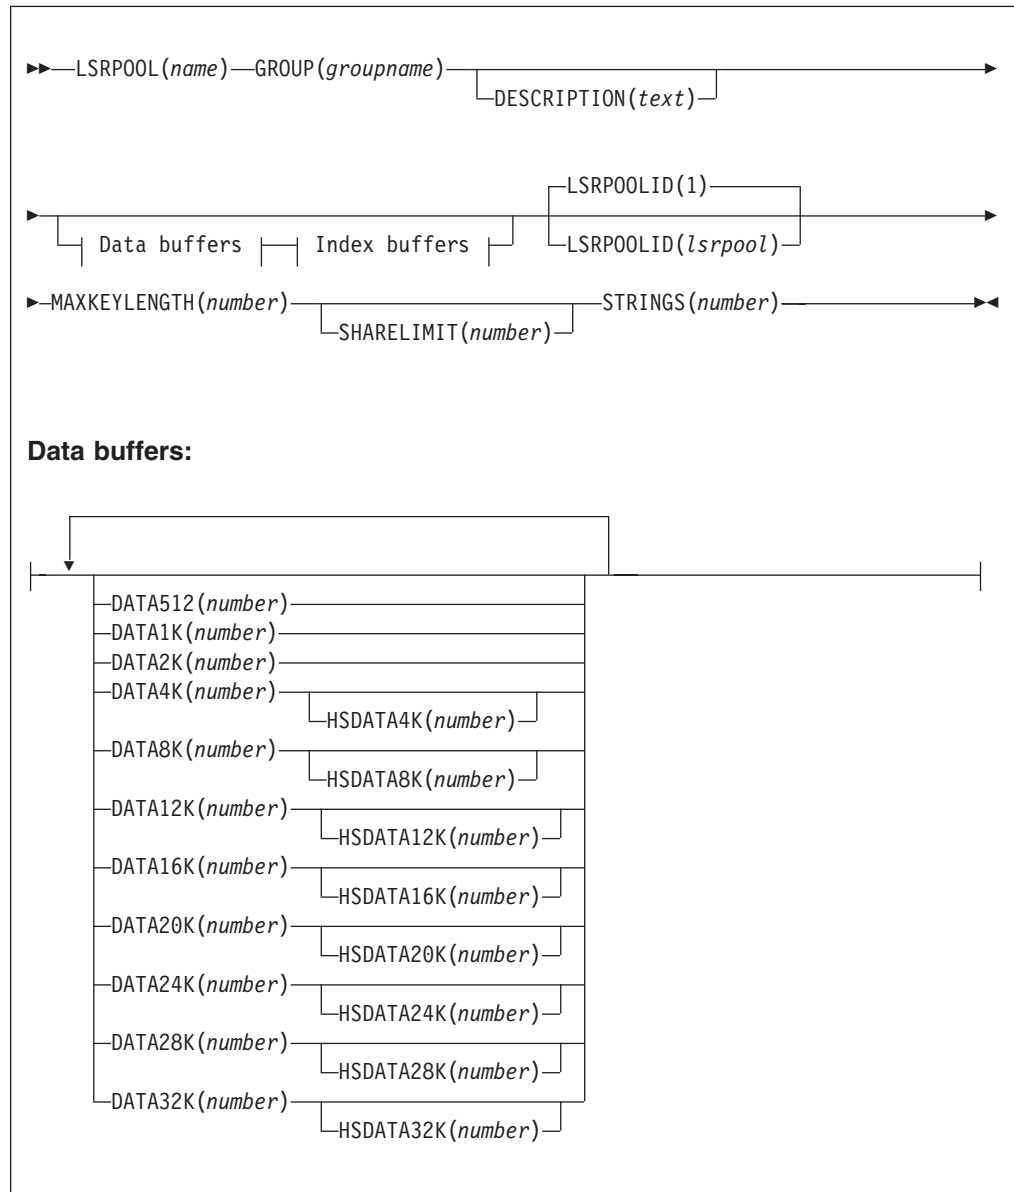 LSRPOOL(name) GROUP(groupname)
DESCRIPTION(text)
LSRPOOLID(1)
Data buffers Index buffers LSRPOOLID(lsrpool)
MAXKEYLENGTH(number) STRINGS(number)
SHARELIMIT(number)
Data buffers:
DATA512(number)
DATA1K(number)
DATA2K(number)
DATA4K(number)
HSDATA4K(number)
DATA8K(number)
HSDATA8K(number)
DATA12K(number)
HSDATA12K(number)
DATA16K(number)
HSDATA16K(number)
DATA20K(number)
HSDATA20K(number)
DATA24K(number)
HSDATA24K(number)
DATA28K(number)
HSDATA28K(number)
DATA32K(number)
HSDATA32K(number)